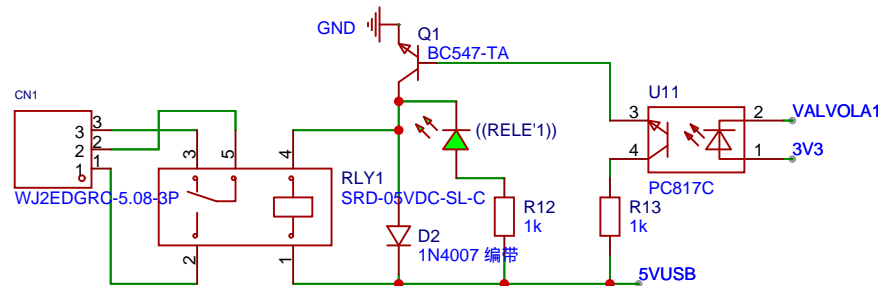 GND
Q1
BC547-TA
CN1
3
3
2
2
1
1
WJ2EDGRC-5.08-3P
3
5
4
2
1
RLY1
SRD-05VDC-SL-C
((RELE'1))
D2
1N4007 编带
R12
1k
R13
1k
U11
3
4
2
1
PC817C
VALVOLA1
3V3
5VUSB